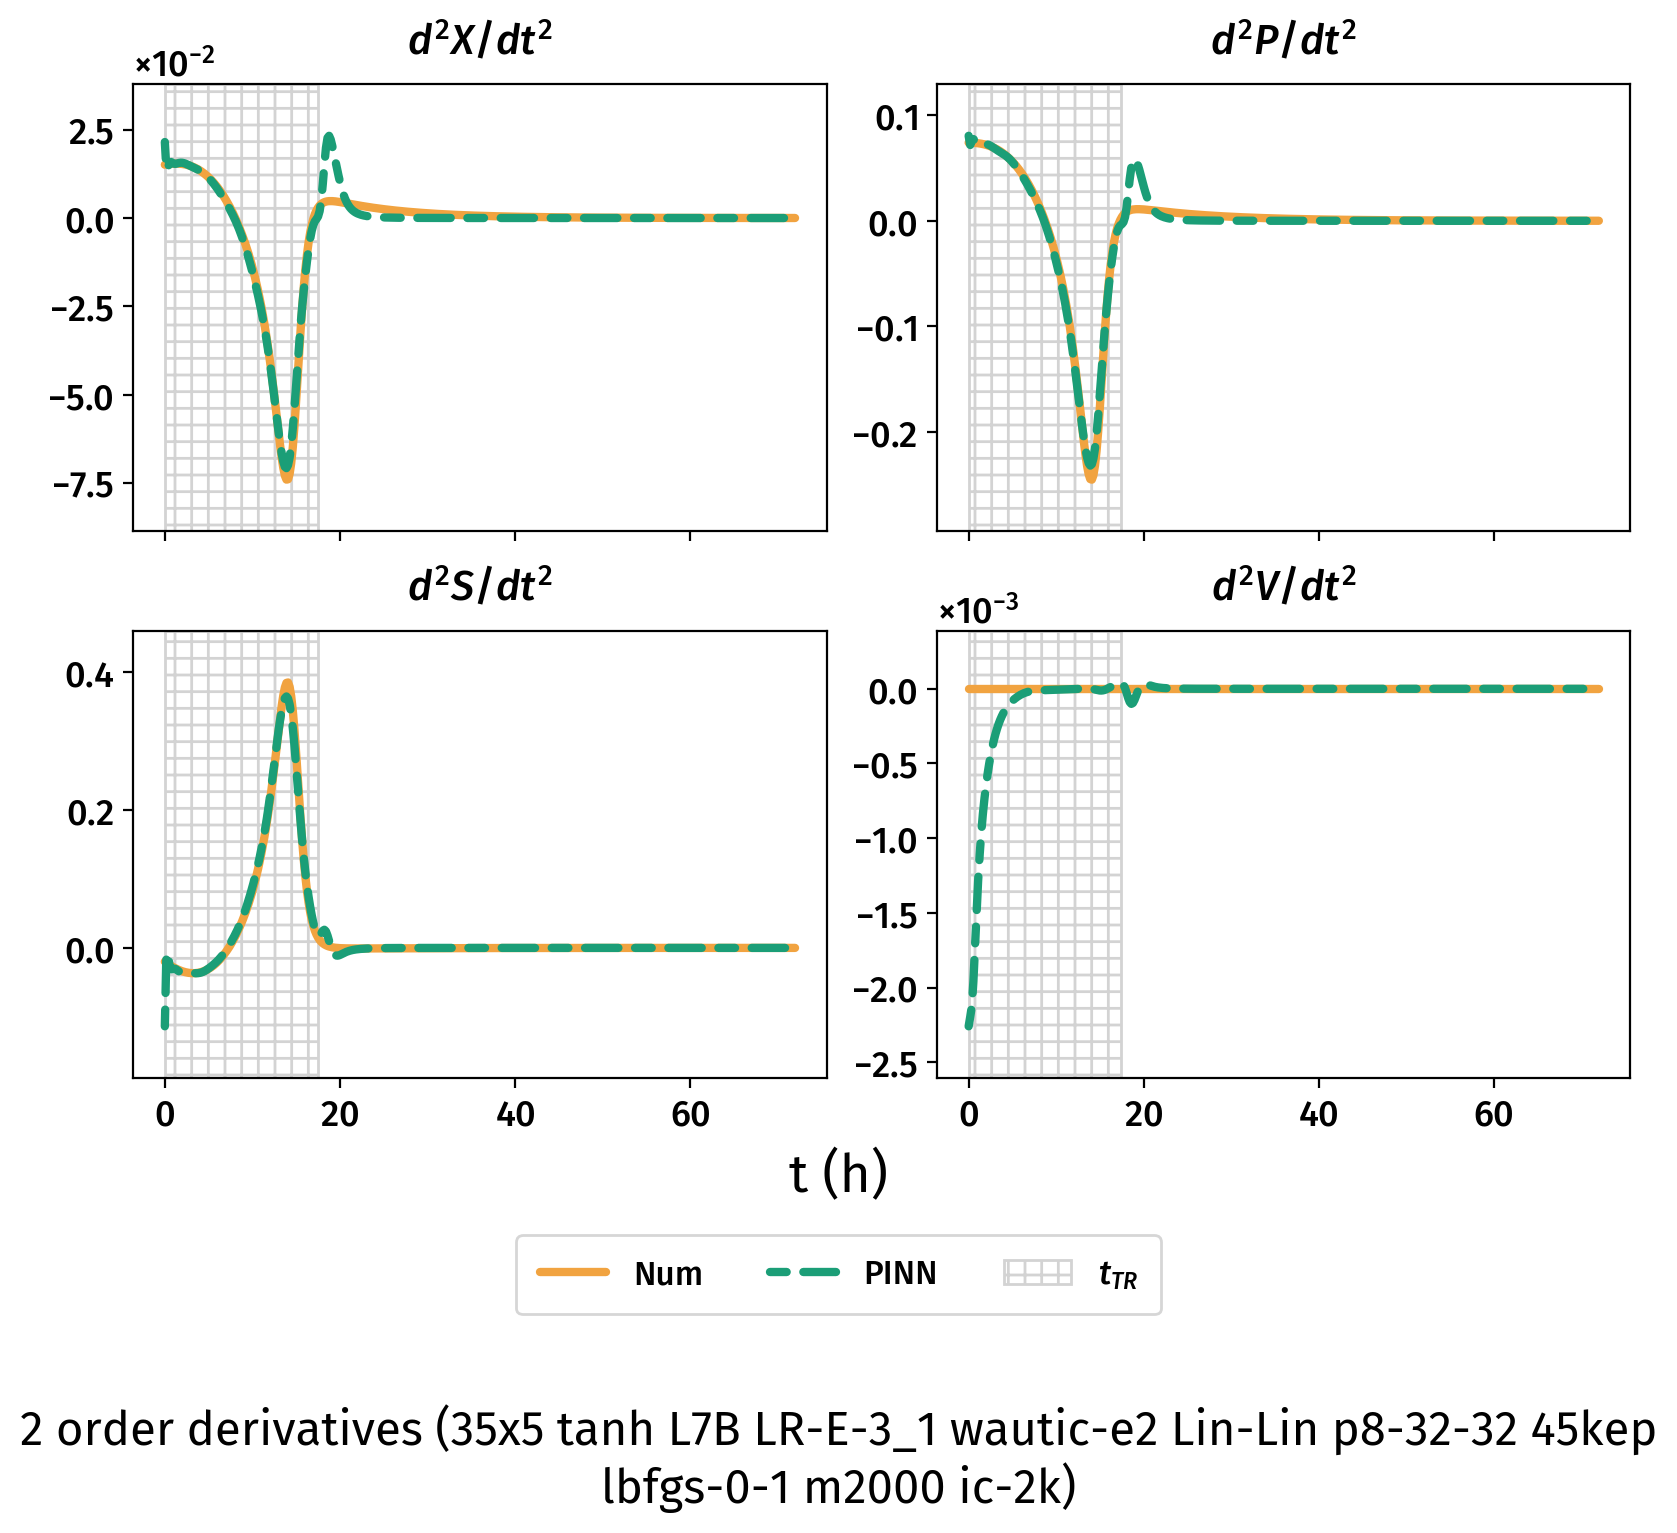 d²X/dt²
d²P/dt²
×10⁻²
2.5
0.0
−2.5
−5.0
−7.5
0.1
0.0
−0.1
−0.2
d²S/dt²
d²V/dt²
0.4
0.2
0.0
×10⁻³
0.0
−0.5
−1.0
−1.5
−2.0
−2.5
0 20 40 60
0 20 40 60
t (h)
Num PINN t_TR
2 order derivatives (35x5 tanh L7B LR-E-3_1 wautic-e2 Lin-Lin p8-32-32 45kep
lbfgs-0-1 m2000 ic-2k)